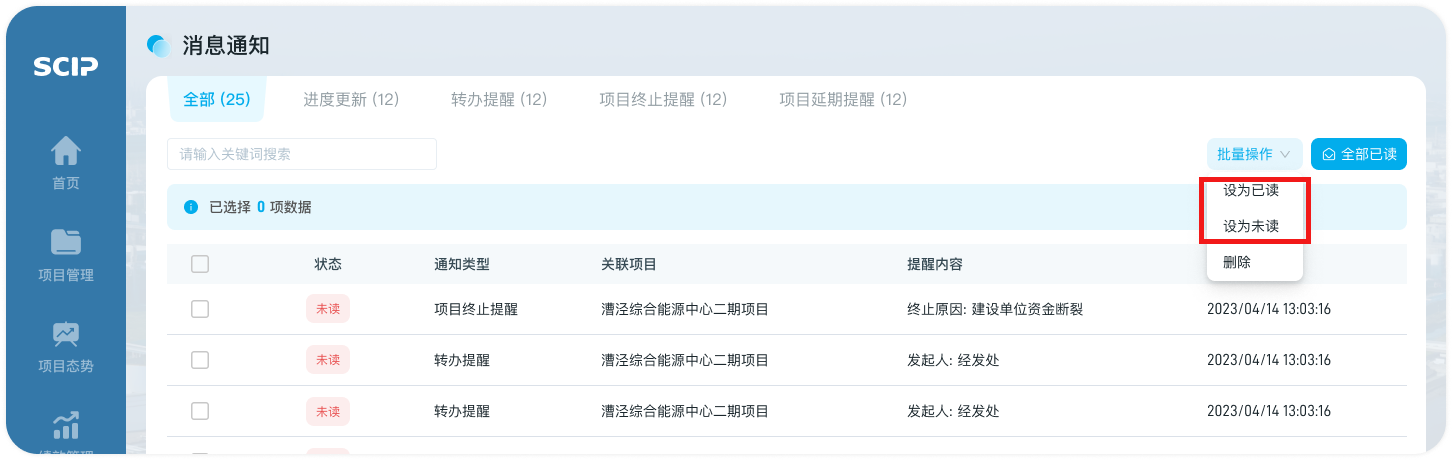 SCIP
首页
项目管理
项目态势
绩效管理
消息通知
全部 (25) 进度更新 (12) 转办提醒 (12) 项目终止提醒 (12) 项目延期提醒 (12)
请输入关键词搜索 批量操作 全部已读
已选择 0 项数据
设为已读
设为未读
删除
状态 通知类型 关联项目 提醒内容
未读 项目终止提醒 漕泾综合能源中心二期项目 终止原因: 建设单位资金断裂 2023/04/14 13:03:16
未读 转办提醒 漕泾综合能源中心二期项目 发起人: 经发处 2023/04/14 13:03:16
未读 转办提醒 漕泾综合能源中心二期项目 发起人: 经发处 2023/04/14 13:03:16